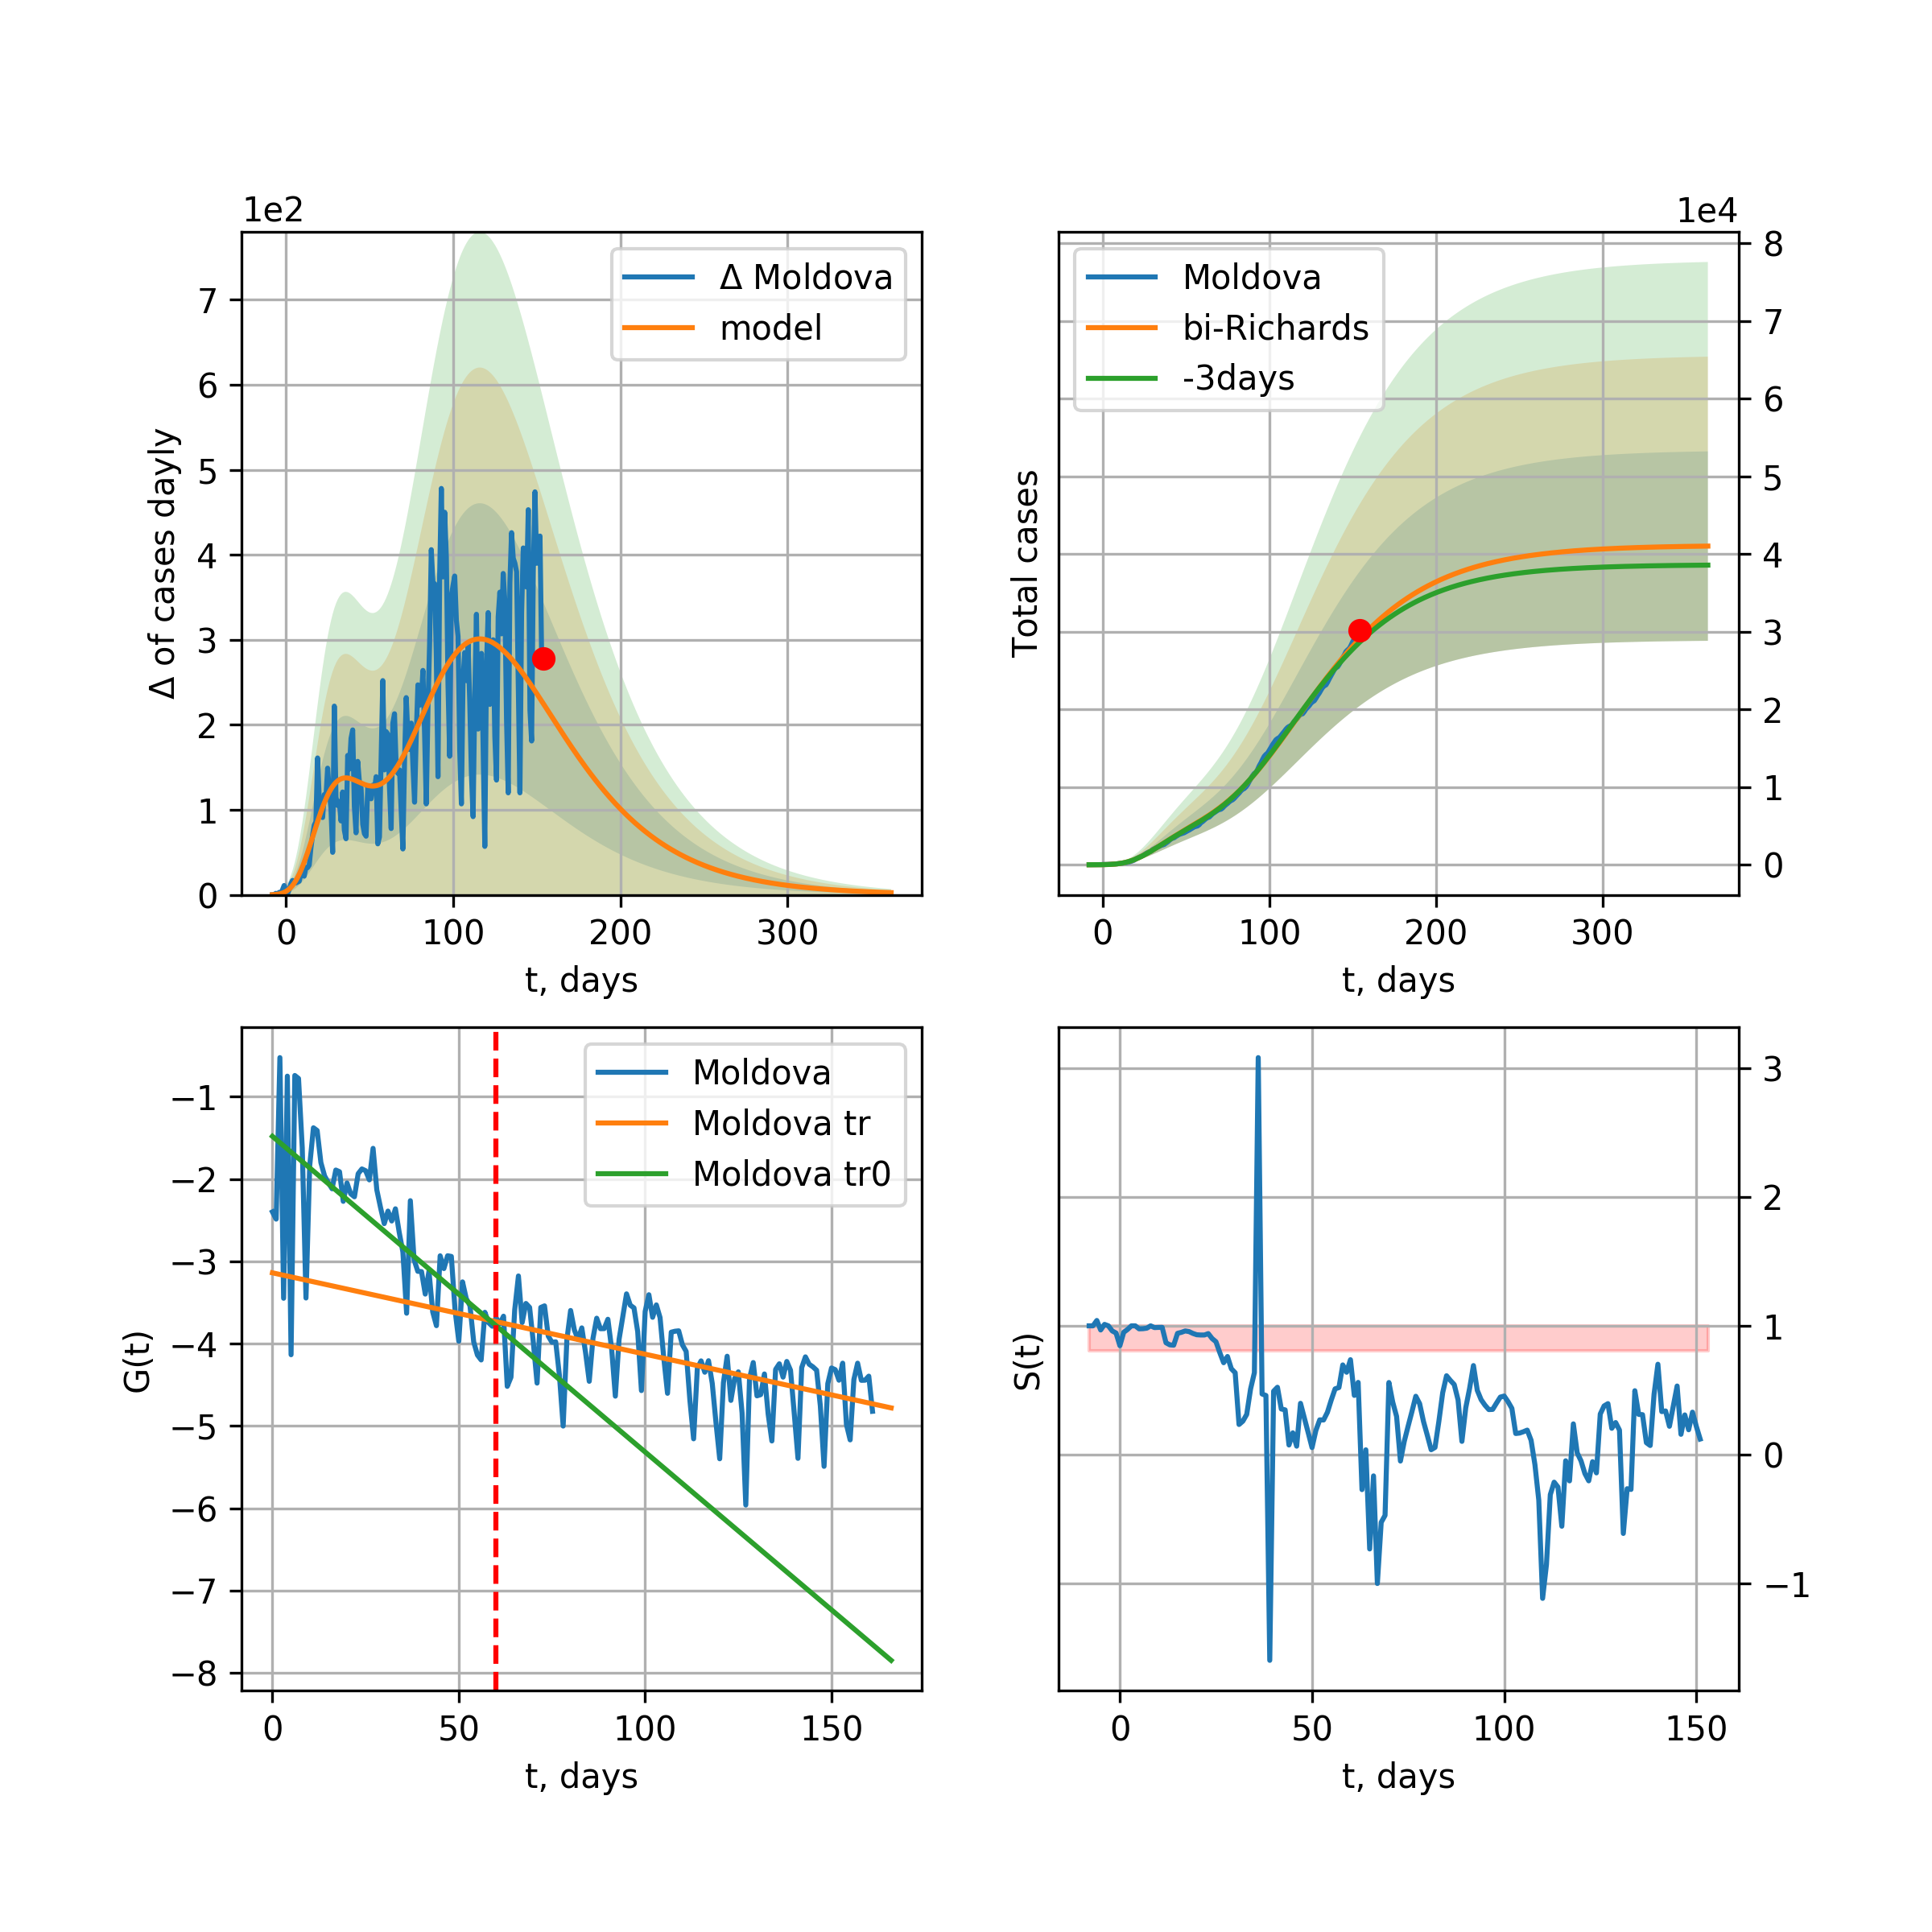 1e2
Δ of cases dayly
7
6
5
4
3
2
1
0
Δ Moldova
model
0 100 200 300
t, days
1e4
Total cases
Moldova
bi-Richards
-3days
8
7
6
5
4
3
2
1
0
0 100 200 300
t, days
G(t)
−1
−2
−3
−4
−5
−6
−7
−8
Moldova
Moldova tr
Moldova tr0
0 50 100 150
t, days
S(t)
3
2
1
0
−1
0 50 100 150
t, days